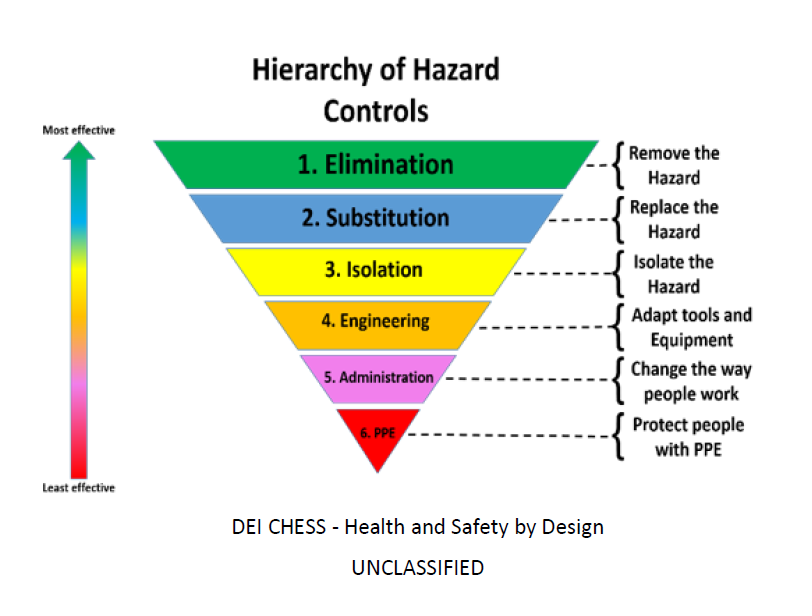 Hierarchy of Hazard
Controls
Most effective
1. Elimination
Remove the
Hazard
2. Substitution
Replace the
Hazard
3. Isolation
Isolate the
Hazard
4. Engineering
Adapt tools and
Equipment
5. Administration
Change the way
people work
6. PPE
Protect people
with PPE
Least effective
DEI CHESS - Health and Safety by Design
UNCLASSIFIED